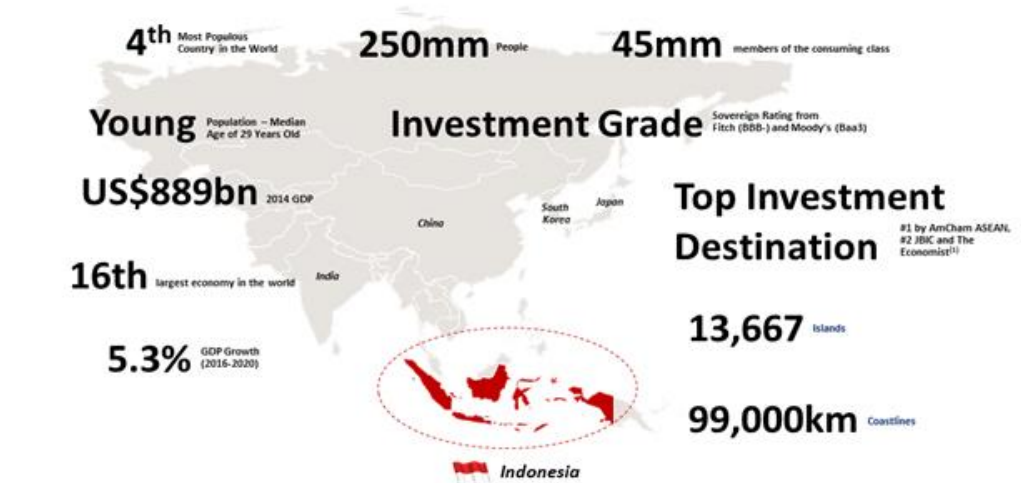 4th Most Populous
Country in the World
250mm People
45mm members of the consuming class
Young Population – Median
Age of 29 Years Old
Investment Grade Sovereign Rating from
Fitch (BBB-) and Moody's (Baa3)
US$889bn 2014 GDP
China
South
Korea
Japan
Top Investment
Destination #1 by AmCham ASEAN,
#2 JBIC and The
Economist(1)
16th largest economy in the world
India
13,667 Islands
5.3% GDP Growth
(2016-2020)
99,000km Coastlines
Indonesia